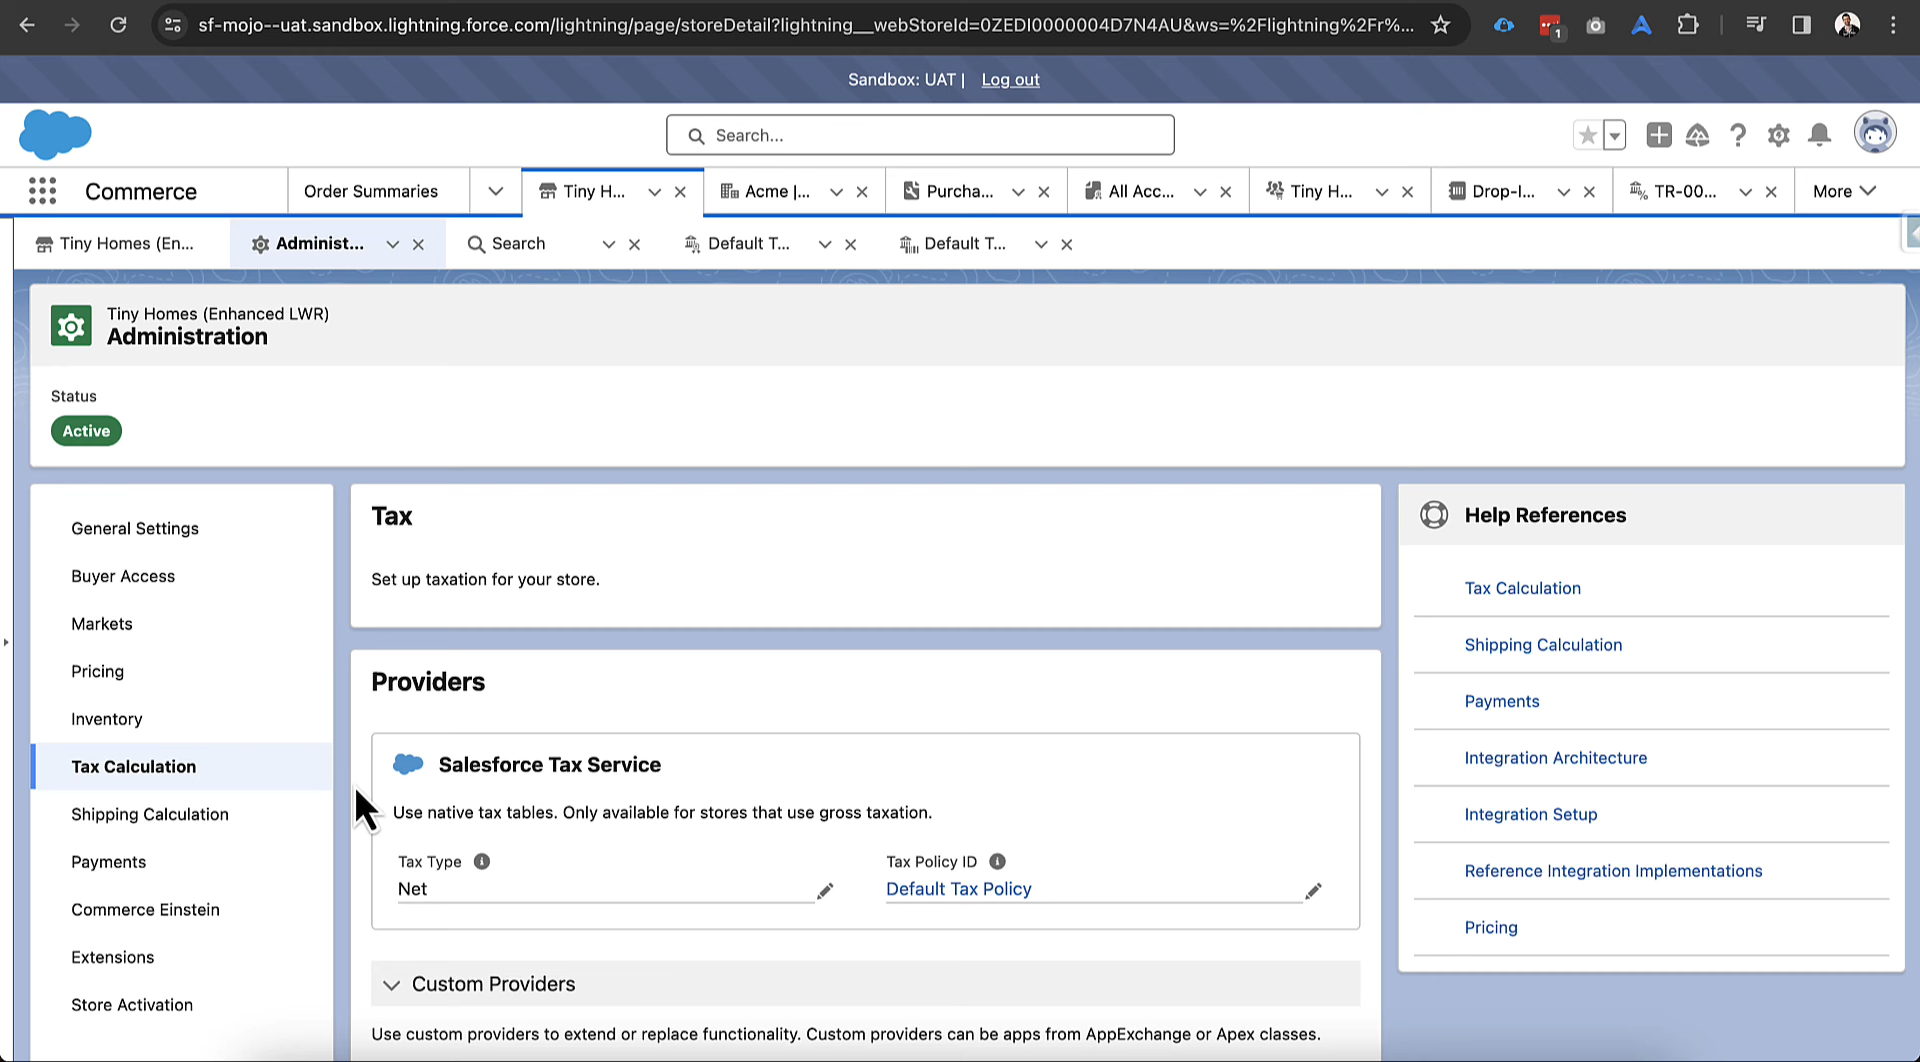 sf-mojo--uat.sandbox.lightning.force.com/lightning/page/storeDetail?lightning__webStoreId=0ZEDI0000004D7N4AU&ws=%2Flightning%2Fr%...
1
Sandbox: UAT | Log out
Search...
Commerce
Order Summaries
Tiny H...
Acme |...
Purcha...
All Acc...
Tiny H...
Drop-I...
TR-00...
More
Tiny Homes (En...
Administ...
Search
Default T...
Default T...
Tiny Homes (Enhanced LWR)
Administration
Status
Active
General Settings
Buyer Access
Markets
Pricing
Inventory
Tax Calculation
Shipping Calculation
Payments
Commerce Einstein
Extensions
Store Activation
Tax
Set up taxation for your store.
Providers
Salesforce Tax Service
Use native tax tables. Only available for stores that use gross taxation.
Tax Type
Net
Tax Policy ID
Default Tax Policy
Custom Providers
Use custom providers to extend or replace functionality. Custom providers can be apps from AppExchange or Apex classes.
Help References
Tax Calculation
Shipping Calculation
Payments
Integration Architecture
Integration Setup
Reference Integration Implementations
Pricing